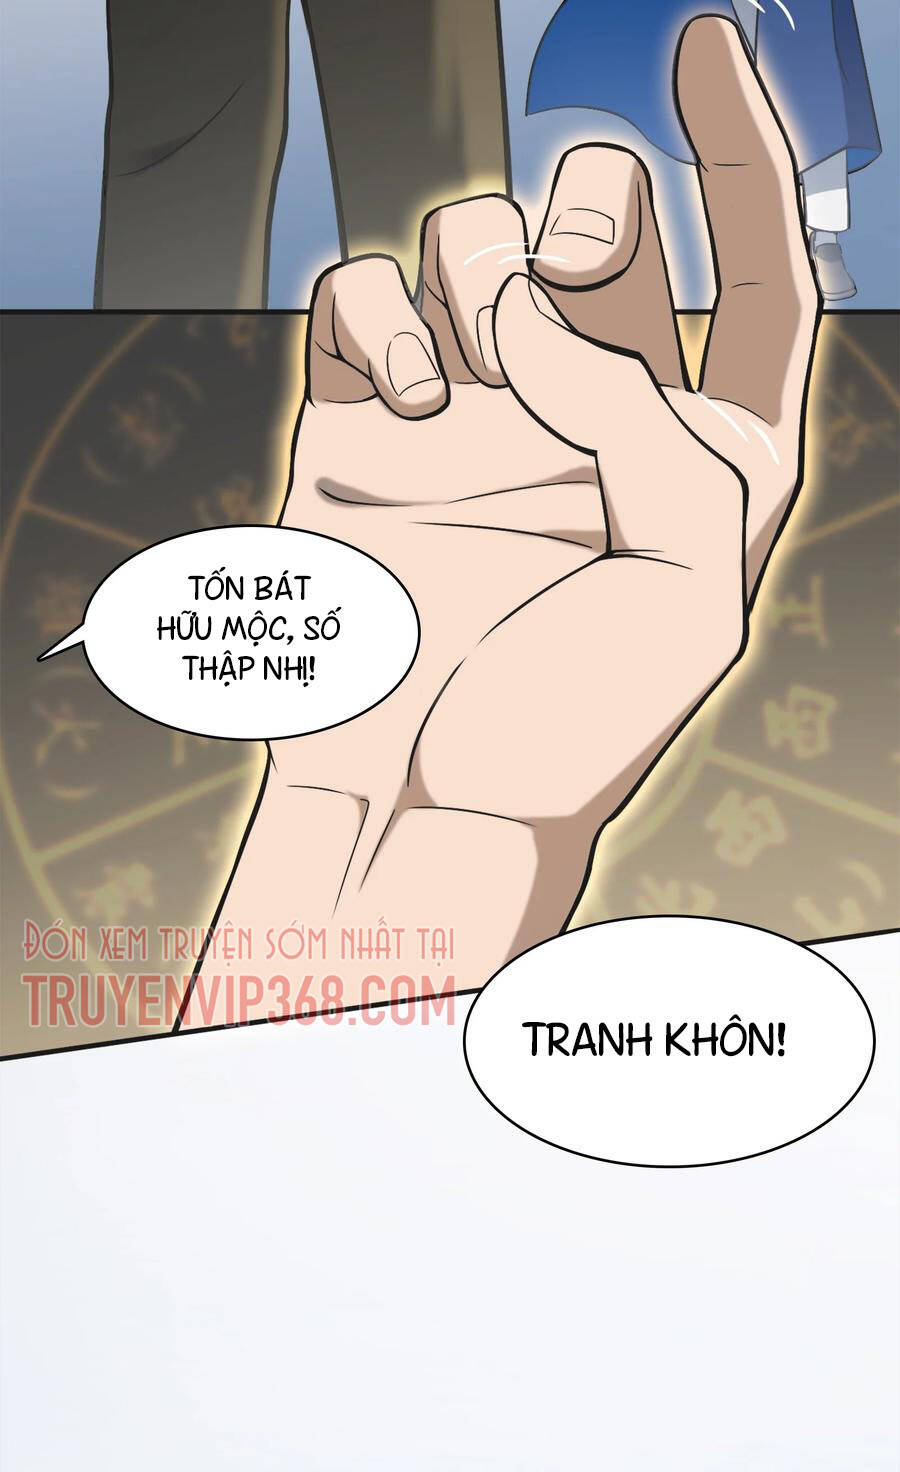 TỐN BÁT
HỮU MỘC, SỐ
THẬP NHỊ!
ĐÓN XEM TRUYỆN SỚM NHẤT TẠI
TRUYENVIP368.COM
TRANH KHÔN!